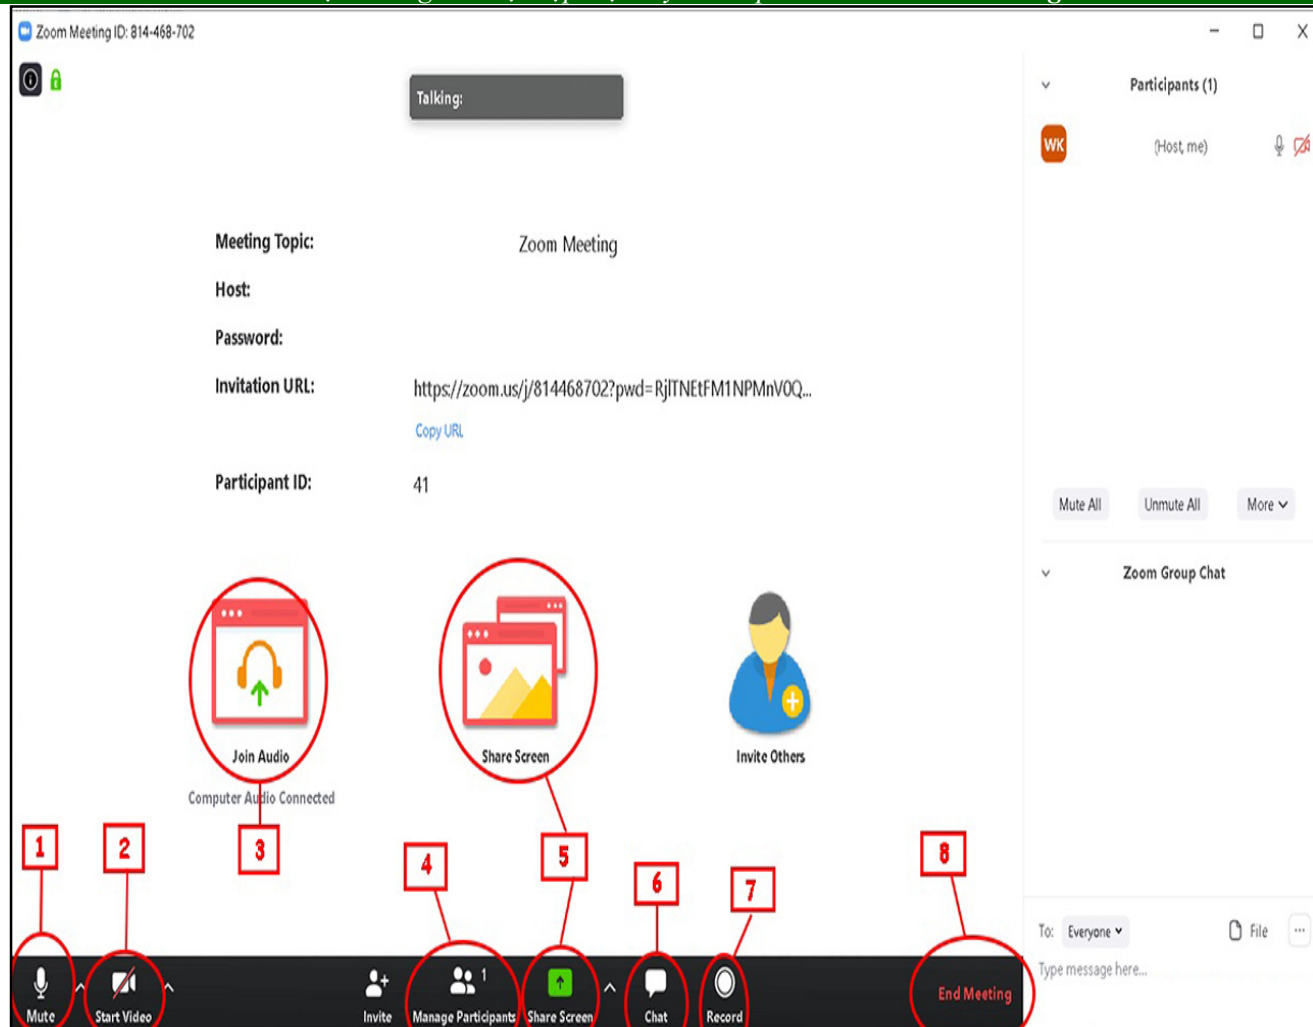 Zoom Meeting ID: 814-468-702
Talking:
Participants (1)
WK
(Host, me)
Meeting Topic:
Zoom Meeting
Host:
Password:
Invitation URL:
https://zoom.us/j/814468702?pwd=RjlTNEtFM1NPMnV0Q...
Copy URL
Participant ID:
41
Mute All
Unmute All
More
Zoom Group Chat
Join Audio
Share Screen
Invite Others
Computer Audio Connected
1
2
3
4
5
6
7
8
To: Everyone
File
...
Type message here...
Mute
Start Video
Invite
1
Manage Participants
Share Screen
Chat
Record
End Meeting